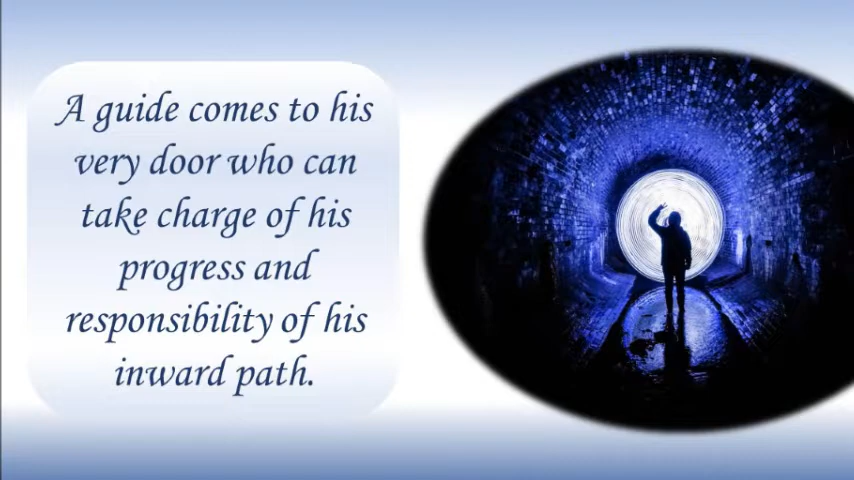 A guide comes to his
very door who can
take charge of his
progress and
responsibility of his
inward path.